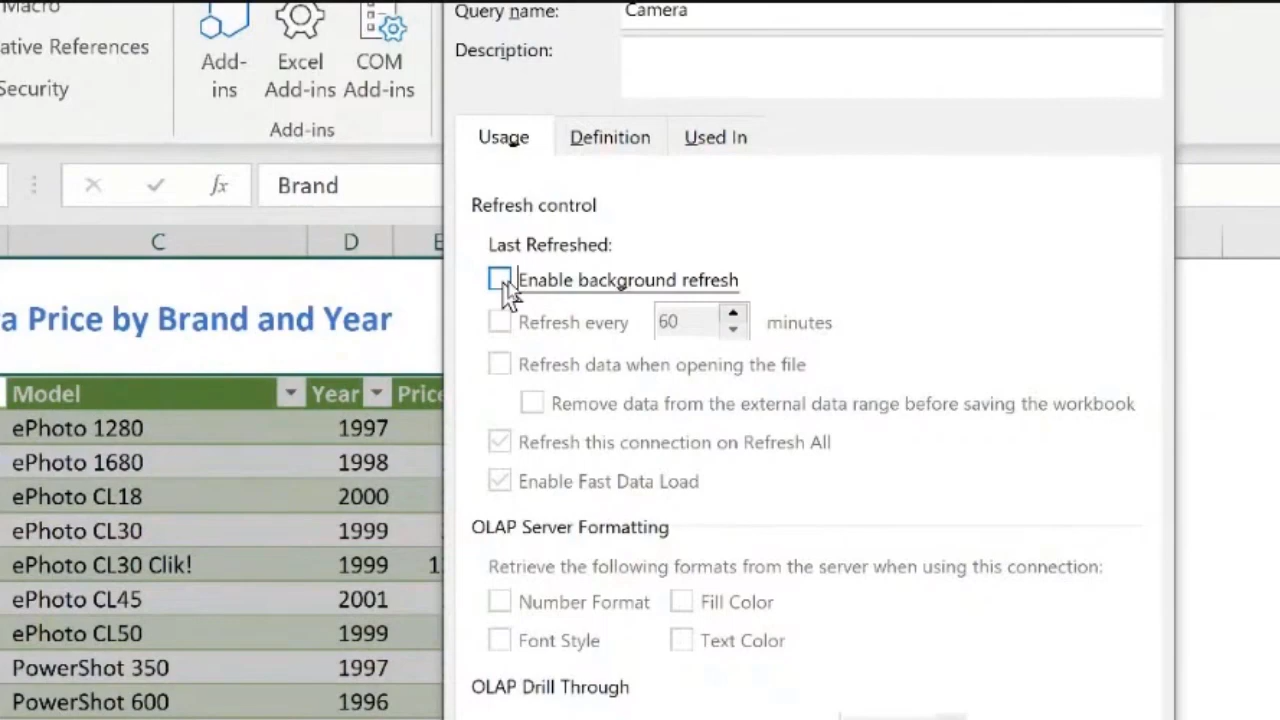 Macro
ative References
Security
Add-
ins
Excel
Add-ins
COM
Add-ins
Add-ins
fx
Brand
C
D
E
a Price by Brand and Year
Model
Year
Price
ePhoto 1280
1997
ePhoto 1680
1998
ePhoto CL18
2000
ePhoto CL30
1999
ePhoto CL30 Clik!
1999
1
ePhoto CL45
2001
ePhoto CL50
1999
PowerShot 350
1997
PowerShot 600
1996
Query name:
Camera
Description:
Usage
Definition
Used In
Refresh control
Last Refreshed:
Enable background refresh
Refresh every
60
minutes
Refresh data when opening the file
Remove data from the external data range before saving the workbook
Refresh this connection on Refresh All
Enable Fast Data Load
OLAP Server Formatting
Retrieve the following formats from the server when using this connection:
Number Format
Fill Color
Font Style
Text Color
OLAP Drill Through